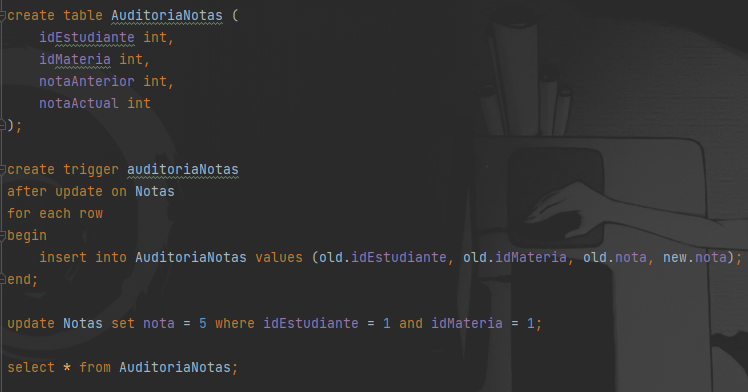 create table AuditoriaNotas (
    idEstudiante int,
    idMateria int,
    notaAnterior int,
    notaActual int
);

create trigger auditoriaNotas
after update on Notas
for each row
begin
    insert into AuditoriaNotas values (old.idEstudiante, old.idMateria, old.nota, new.nota);
end;

update Notas set nota = 5 where idEstudiante = 1 and idMateria = 1;

select * from AuditoriaNotas;